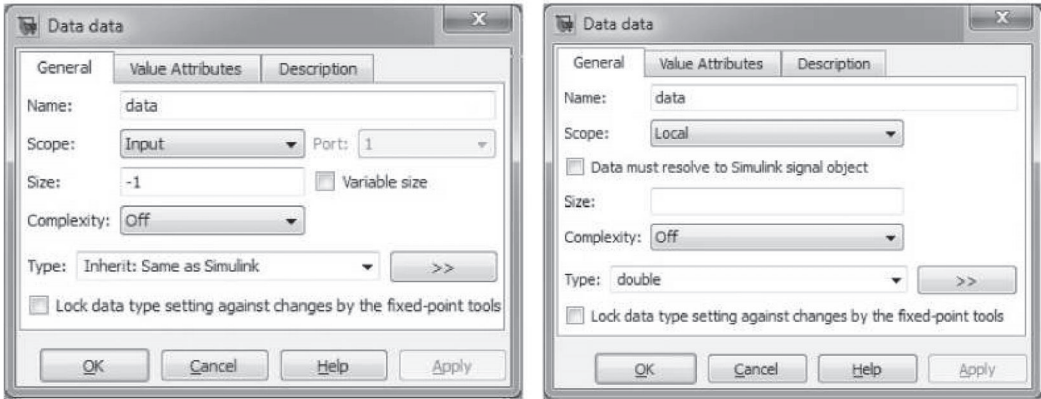 Data data
X
General Value Attributes Description
Name: data
Scope: Input Port: 1
Size: -1 Variable size
Complexity: Off
Type: Inherit: Same as Simulink >>
Lock data type setting against changes by the fixed-point tools
OK Cancel Help Apply
Data data
X
General Value Attributes Description
Name: data
Scope: Local
Data must resolve to Simulink signal object
Size:
Complexity: Off
Type: double >>
Lock data type setting against changes by the fixed-point tools
OK Cancel Help Apply